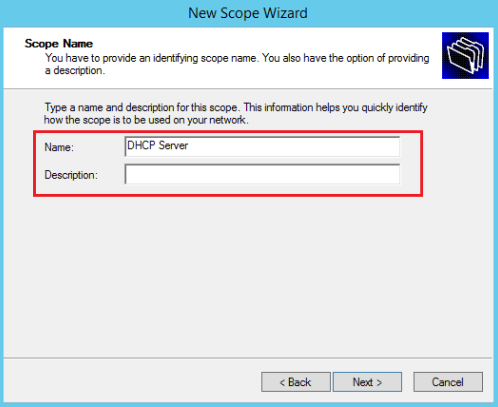 New Scope Wizard
Scope Name
You have to provide an identifying scope name. You also have the option of providing
a description.
Type a name and description for this scope. This information helps you quickly identify
how the scope is to be used on your network.
Name:
DHCP Server
Description:
< Back
Next >
Cancel